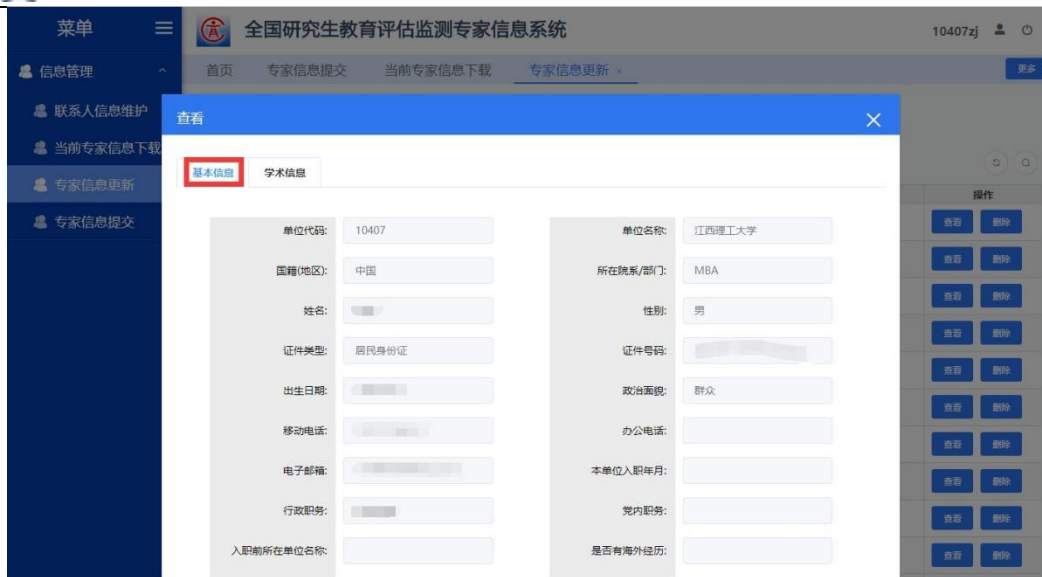 菜单
全国研究生教育评估监测专家信息系统
10407zj
信息管理
首页 专家信息提交 当前专家信息下载 专家信息更新 ×
更多
联系人信息维护
当前专家信息下载
专家信息更新
专家信息提交
查看
基本信息 学术信息
操作
单位代码: 10407 单位名称: 江西理工大学
查看 删除
国籍(地区): 中国 所在院系/部门: MBA
查看 删除
姓名: 性别: 男
查看 删除
证件类型: 居民身份证 证件号码:
查看 删除
出生日期: 政治面貌: 群众
查看 删除
移动电话: 办公电话:
查看 删除
电子邮箱: 本单位入职年月:
查看 删除
行政职务: 党内职务:
查看 删除
入职前所在单位名称: 是否有海外经历:
查看 删除
查看 删除